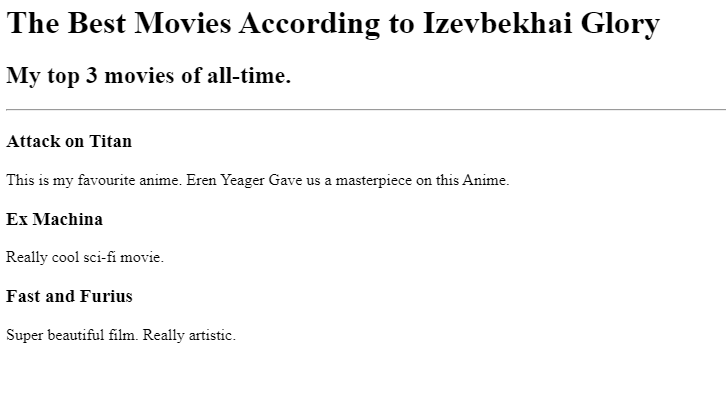 The Best Movies According to Izevbekhai Glory
My top 3 movies of all-time.
Attack on Titan
This is my favourite anime. Eren Yeager Gave us a masterpiece on this Anime.
Ex Machina
Really cool sci-fi movie.
Fast and Furius
Super beautiful film. Really artistic.